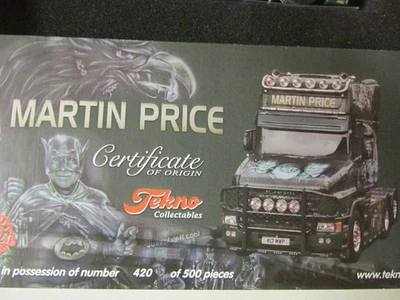 MARTIN PRICE
MARTIN PRICE
Certificate
OF ORIGIN
Tekno
Collectables
in possession of number 420 of 500 pieces
www.tekn